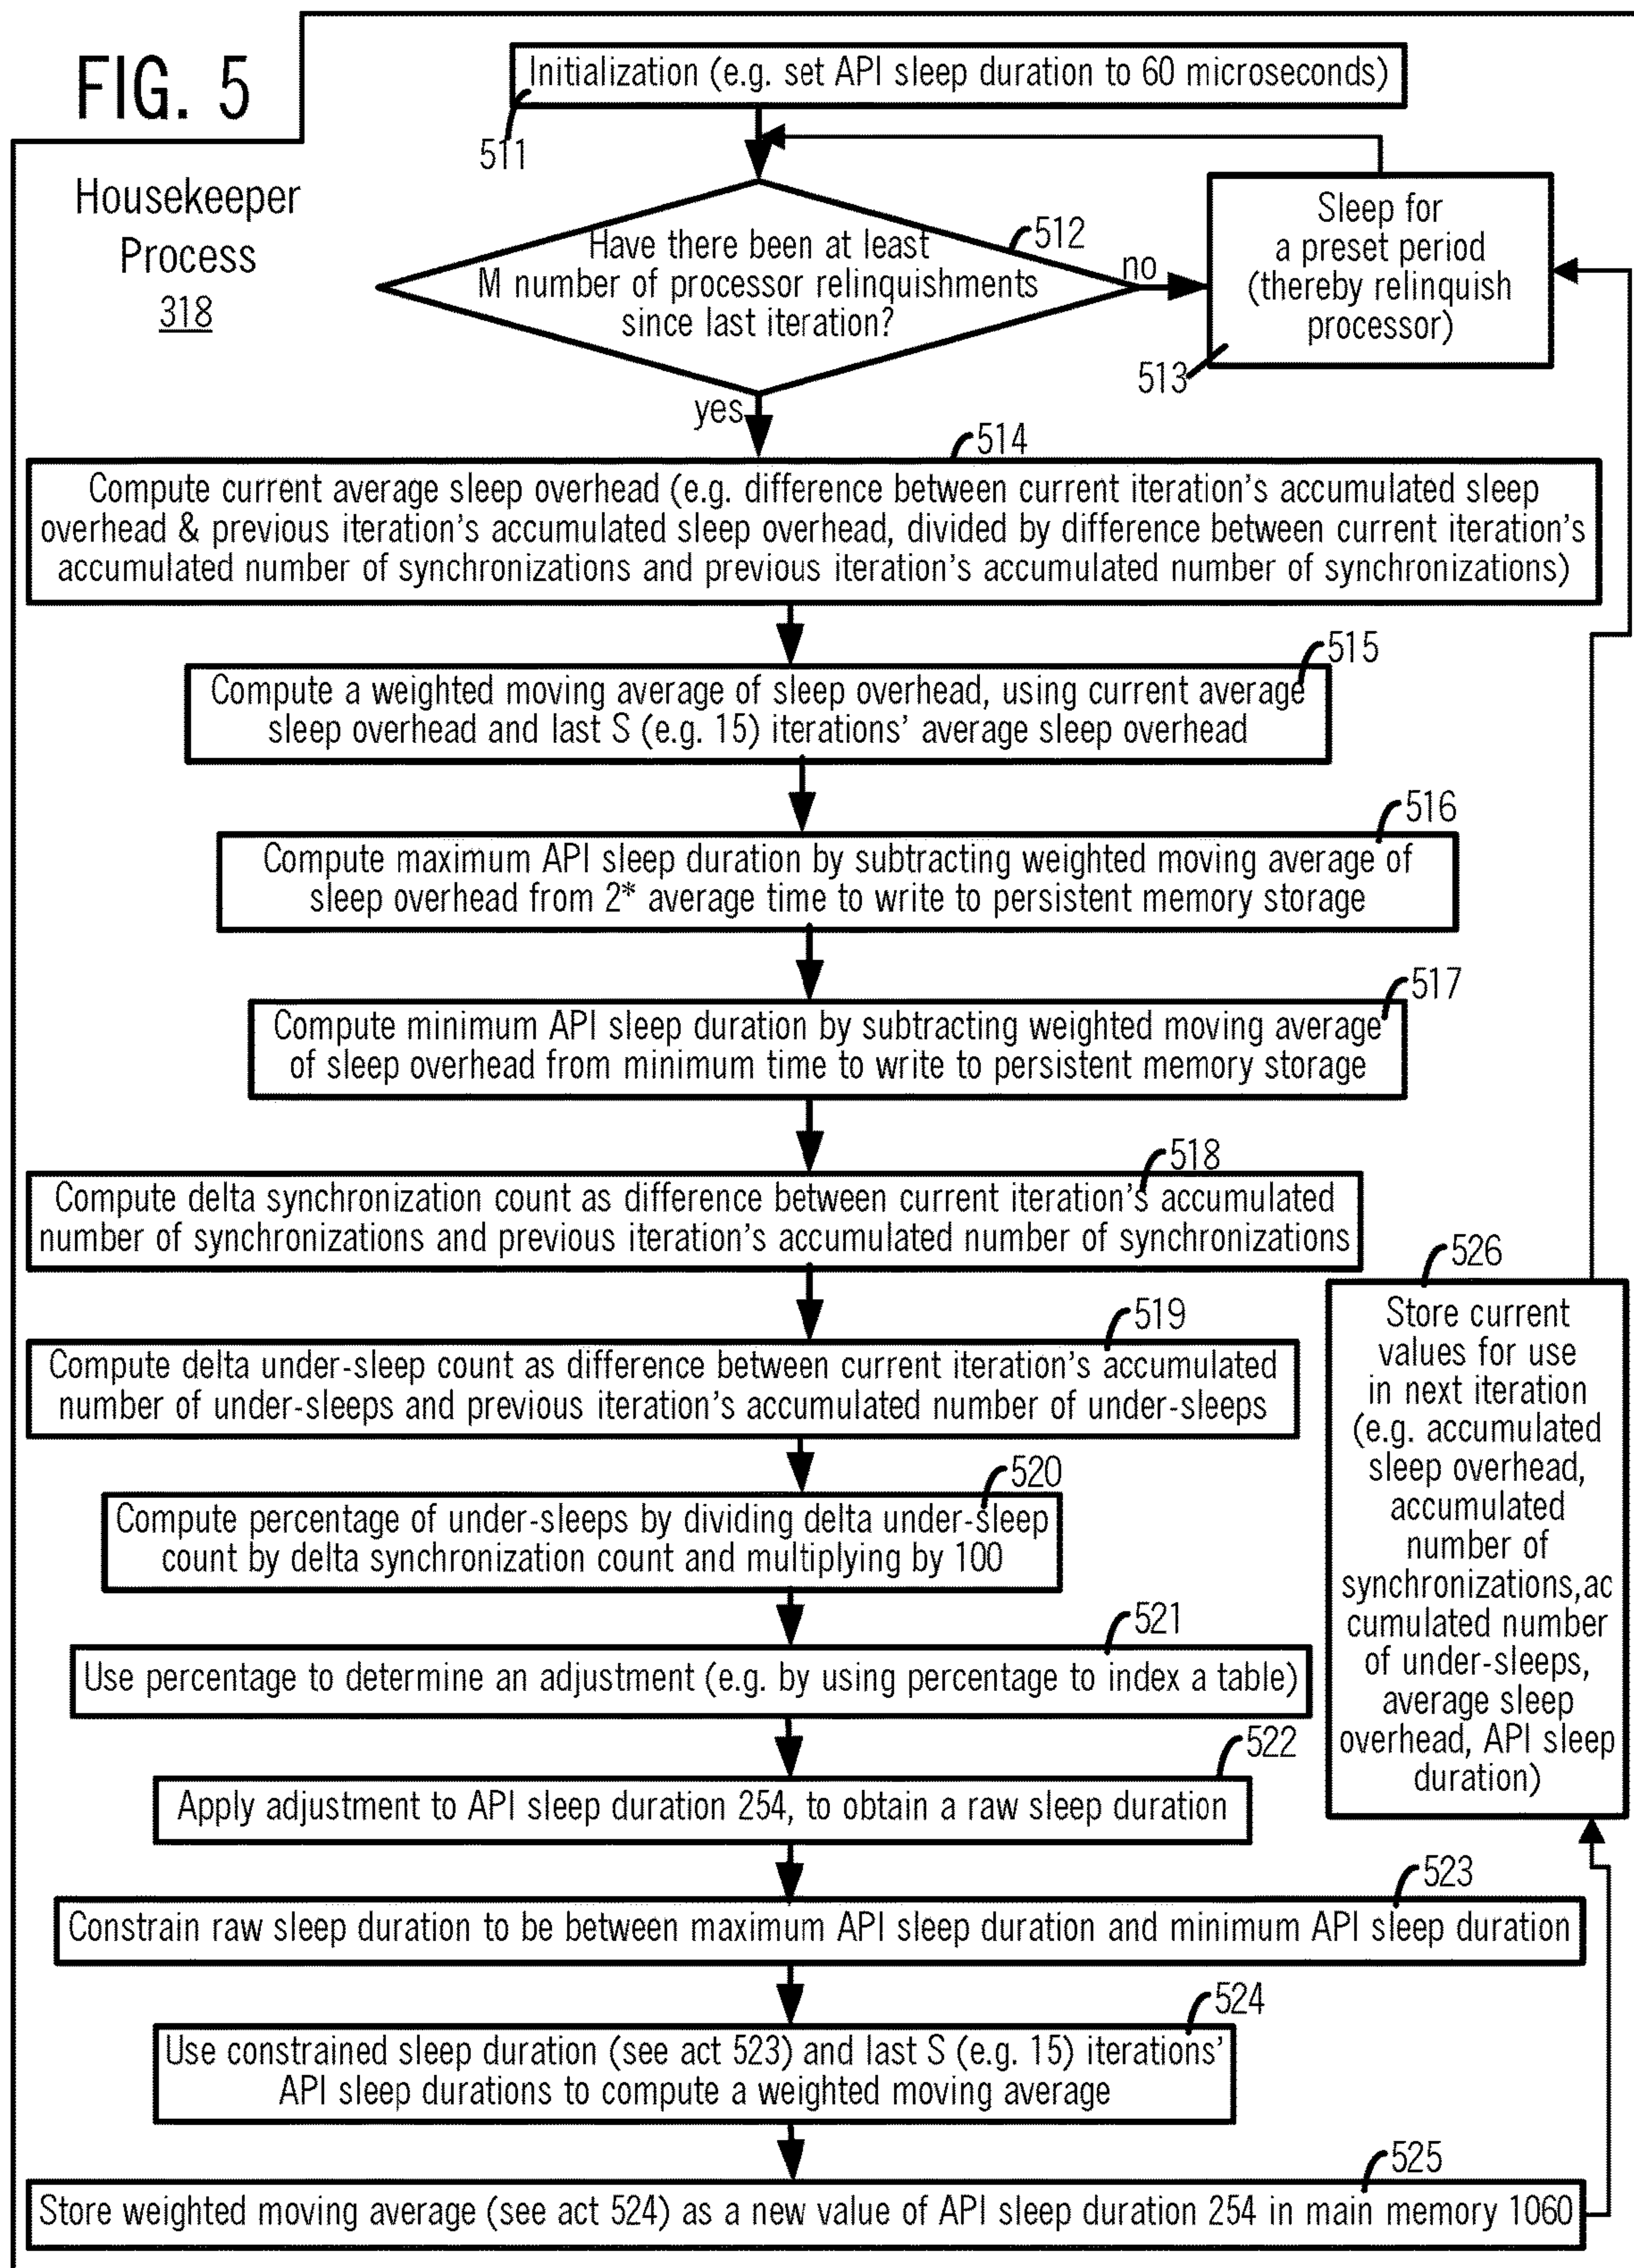 FIG. 5
Initialization (e.g. set API sleep duration to 60 microseconds)
511
Housekeeper
Process
318
Have there been at least
M number of processor relinquishments
since last iteration?
512
no
yes
Sleep for
a preset period
(thereby relinquish
processor)
513
514
Compute current average sleep overhead (e.g. difference between current iteration's accumulated sleep
overhead & previous iteration's accumulated sleep overhead, divided by difference between current iteration's
accumulated number of synchronizations and previous iteration's accumulated number of synchronizations)
515
Compute a weighted moving average of sleep overhead, using current average
sleep overhead and last S (e.g. 15) iterations' average sleep overhead
516
Compute maximum API sleep duration by subtracting weighted moving average of
sleep overhead from 2* average time to write to persistent memory storage
517
Compute minimum API sleep duration by subtracting weighted moving average
of sleep overhead from minimum time to write to persistent memory storage
518
Compute delta synchronization count as difference between current iteration's accumulated
number of synchronizations and previous iteration's accumulated number of synchronizations
519
Compute delta under-sleep count as difference between current iteration's accumulated
number of under-sleeps and previous iteration's accumulated number of under-sleeps
520
Compute percentage of under-sleeps by dividing delta under-sleep
count by delta synchronization count and multiplying by 100
521
Use percentage to determine an adjustment (e.g. by using percentage to index a table)
522
Apply adjustment to API sleep duration 254, to obtain a raw sleep duration
523
Constrain raw sleep duration to be between maximum API sleep duration and minimum API sleep duration
524
Use constrained sleep duration (see act 523) and last S (e.g. 15) iterations'
API sleep durations to compute a weighted moving average
525
Store weighted moving average (see act 524) as a new value of API sleep duration 254 in main memory 1060
526
Store current
values for use
in next iteration
(e.g. accumulated
sleep overhead,
accumulated
number of
synchronizations,ac
cumulated number
of under-sleeps,
average sleep
overhead, API sleep
duration)